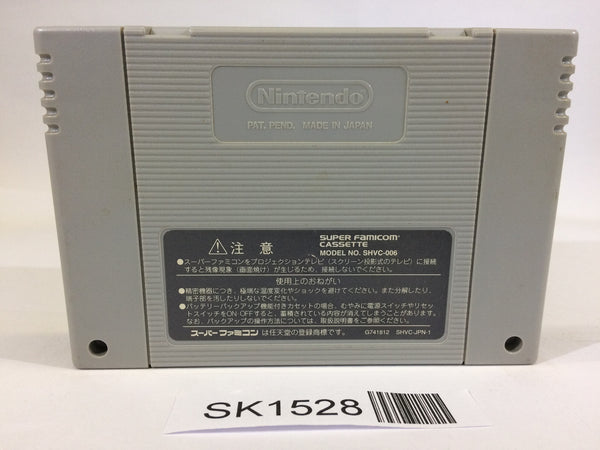 Nintendo
PAT. PEND. MADE IN JAPAN
注意
SUPER FAMICOM
CASSETTE
MODEL NO. SHVC-006
●スーパーファミコンをプロジェクションテレビ(スクリーン投影式のテレビ)に接続
すると残像現象(画面焼け)が生じるため、接続しないでください。
使用上のおねがい
●精密機器につき、極端な温度変化やショックを避けてください。また分解したり、
端子部を汚したりしないでください。
●バッテリーバックアップ機能付きカセットの場合、むやみに電源スイッチやリセ
ットスイッチをON・OFFすると、蓄積されている内容が消えてしまうことがあります。
なお、バックアップの操作方法については、取扱説明書をご参照ください。
スーパーファミコン は任天堂の登録商標です。
G741812 SHVC-JPN-1
SK1528